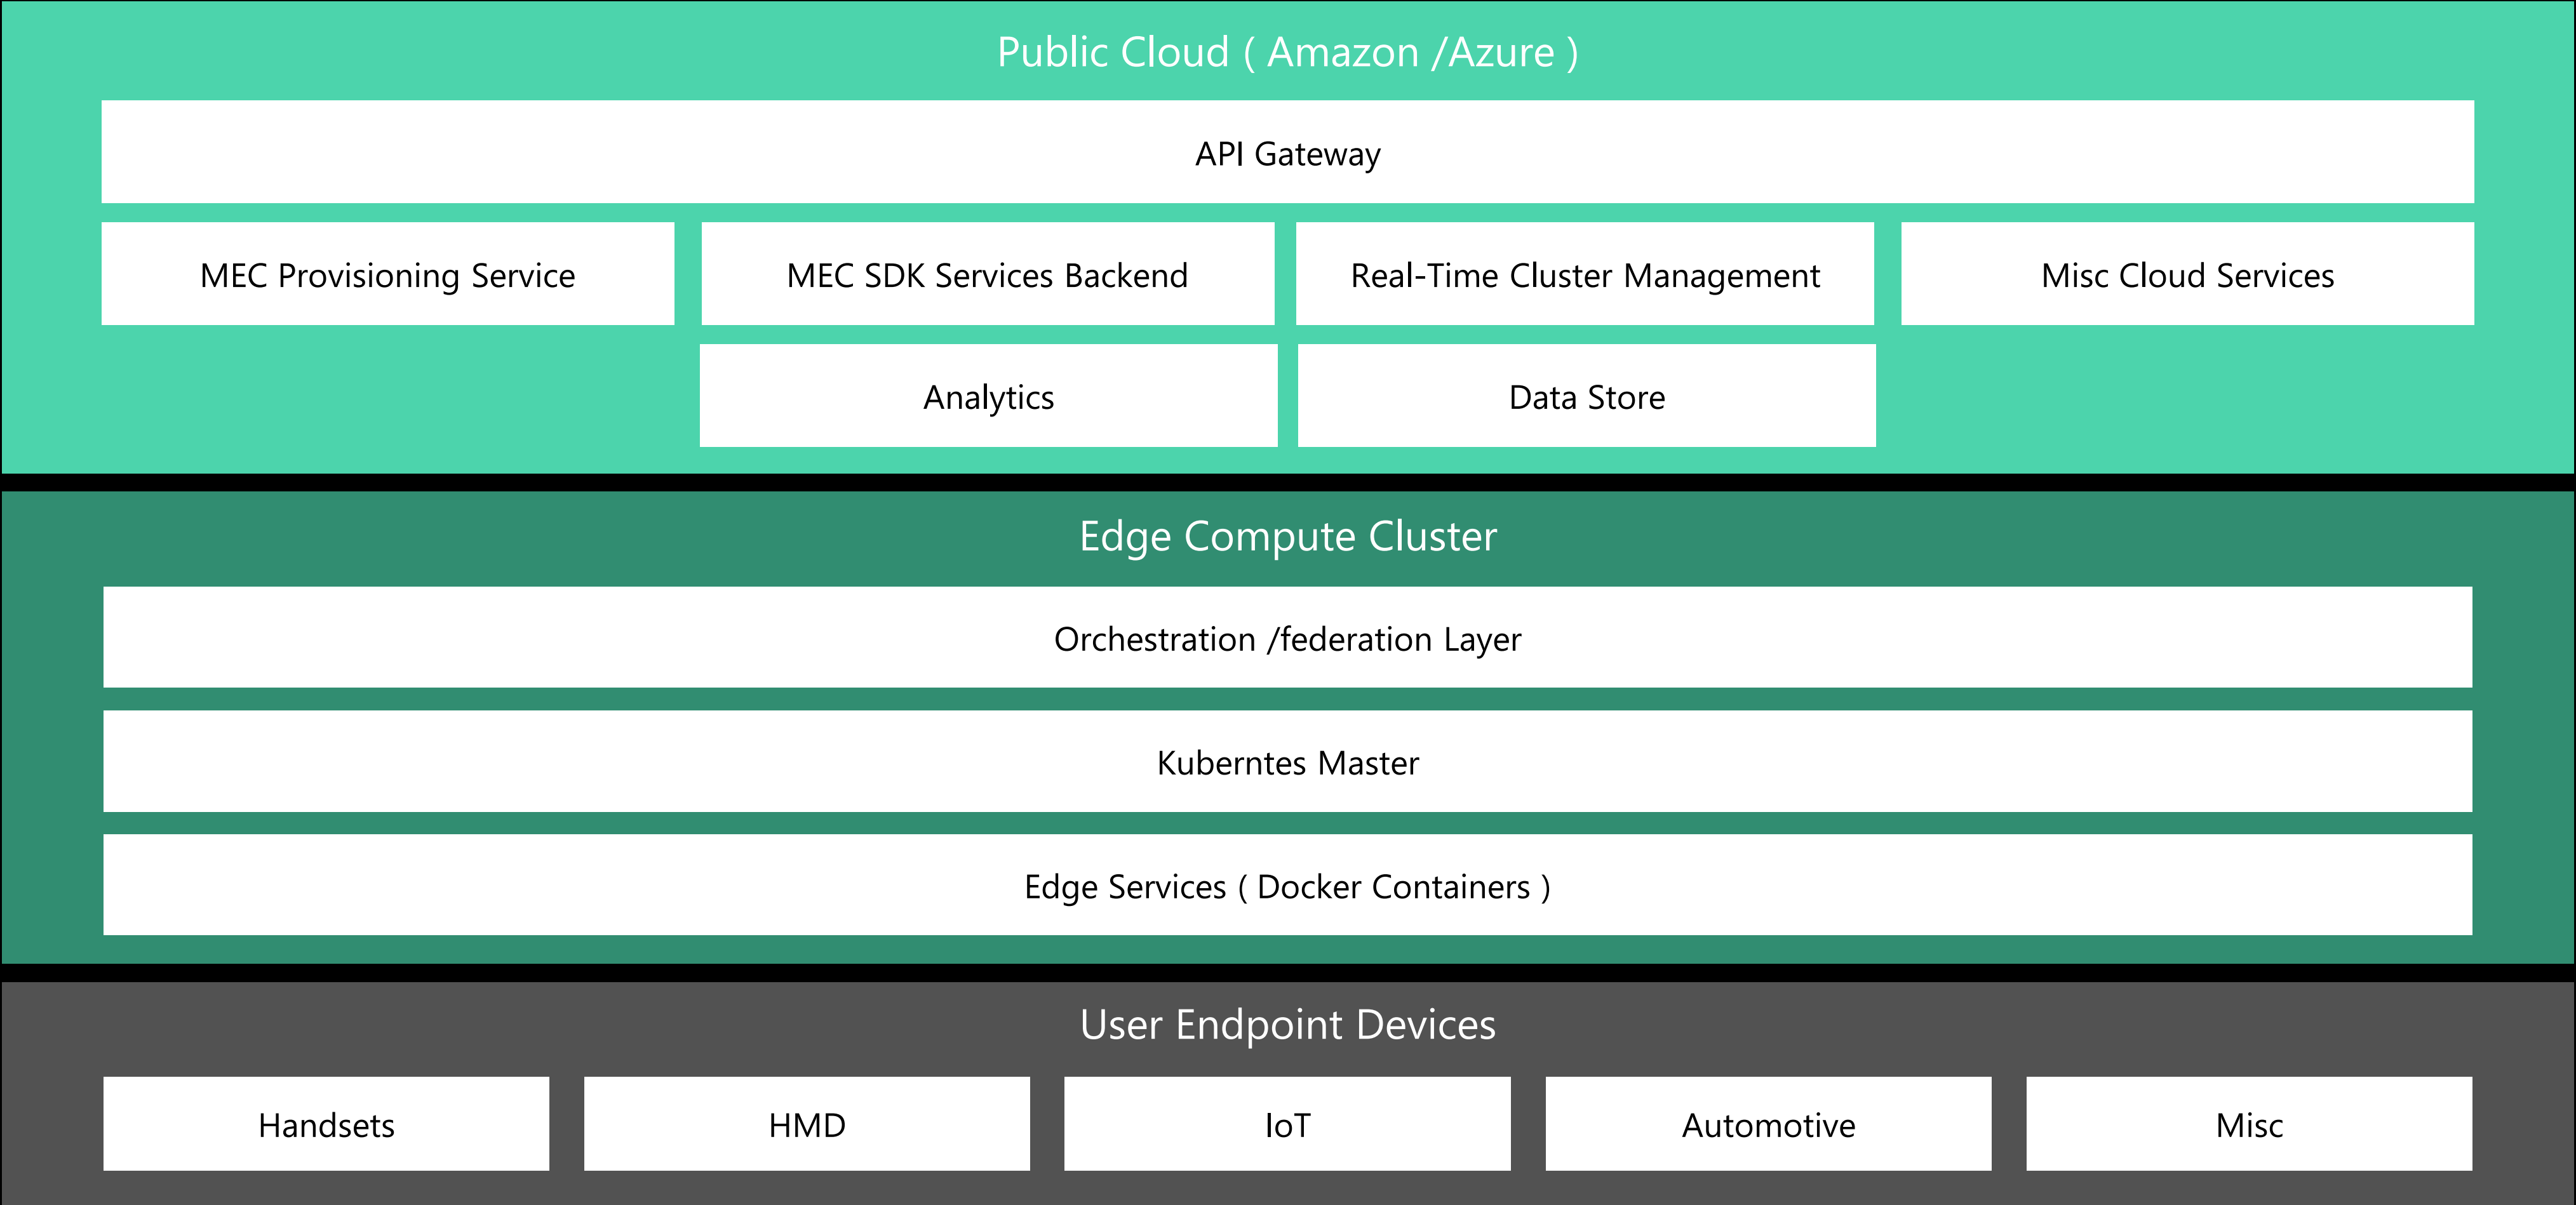 Public Cloud ( Amazon /Azure )
API Gateway
MEC Provisioning Service
MEC SDK Services Backend
Real-Time Cluster Management
Misc Cloud Services
Analytics
Data Store
Edge Compute Cluster
Orchestration /federation Layer
Kuberntes Master
Edge Services ( Docker Containers )
User Endpoint Devices
Handsets
HMD
IoT
Automotive
Misc